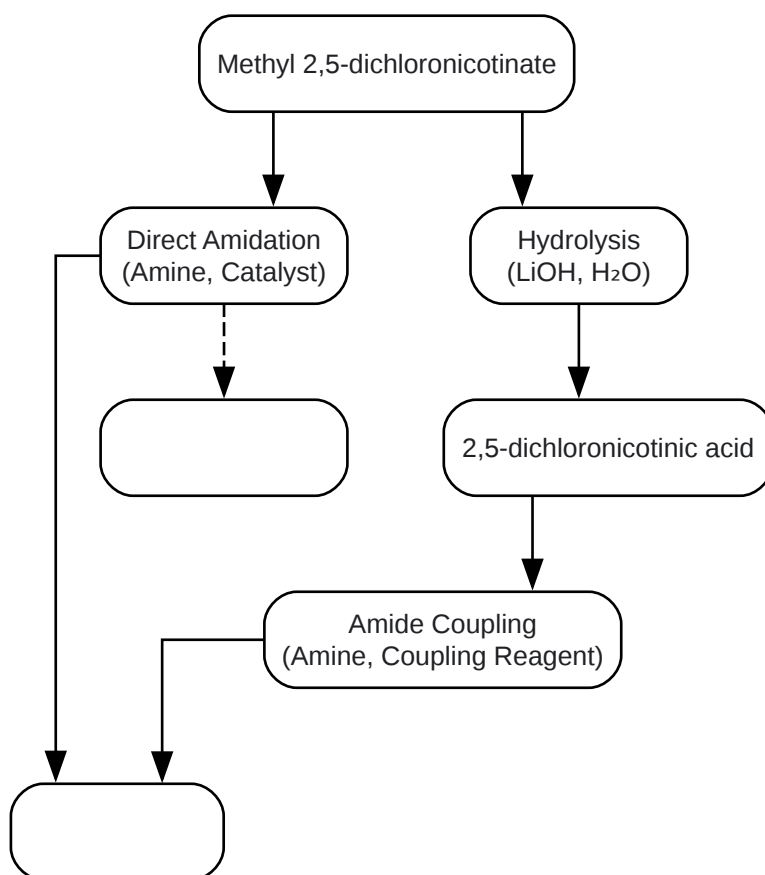 Methyl 2,5-dichloronicotinate
Direct Amidation
(Amine, Catalyst)
Hydrolysis
(LiOH, H₂O)
2,5-dichloronicotinic acid
Amide Coupling
(Amine, Coupling Reagent)